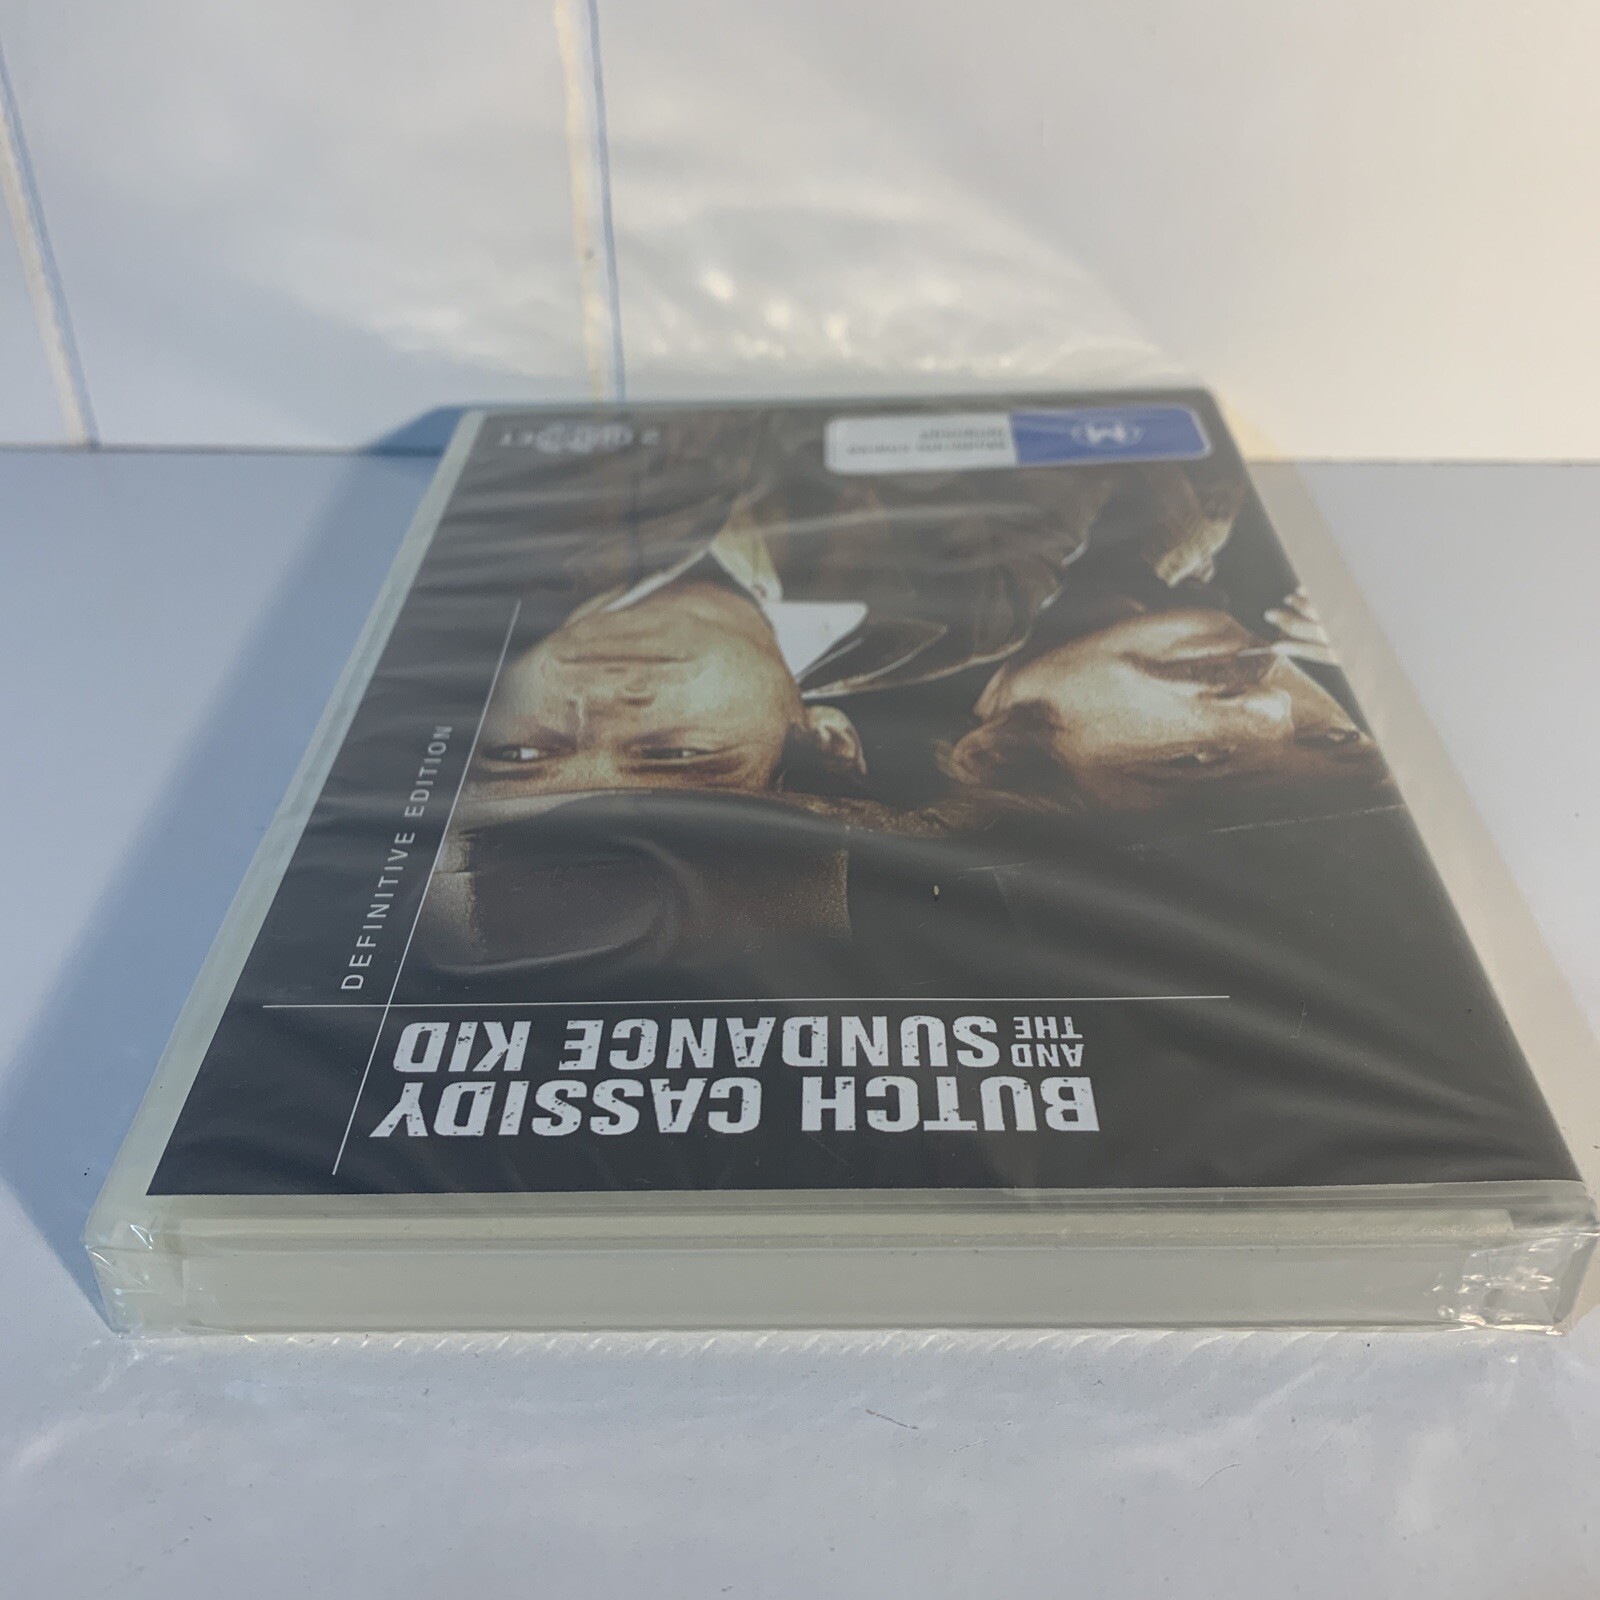 BUTCH CASSIDY
AND THE SUNDANCE KID
DEFINITIVE EDITION
M